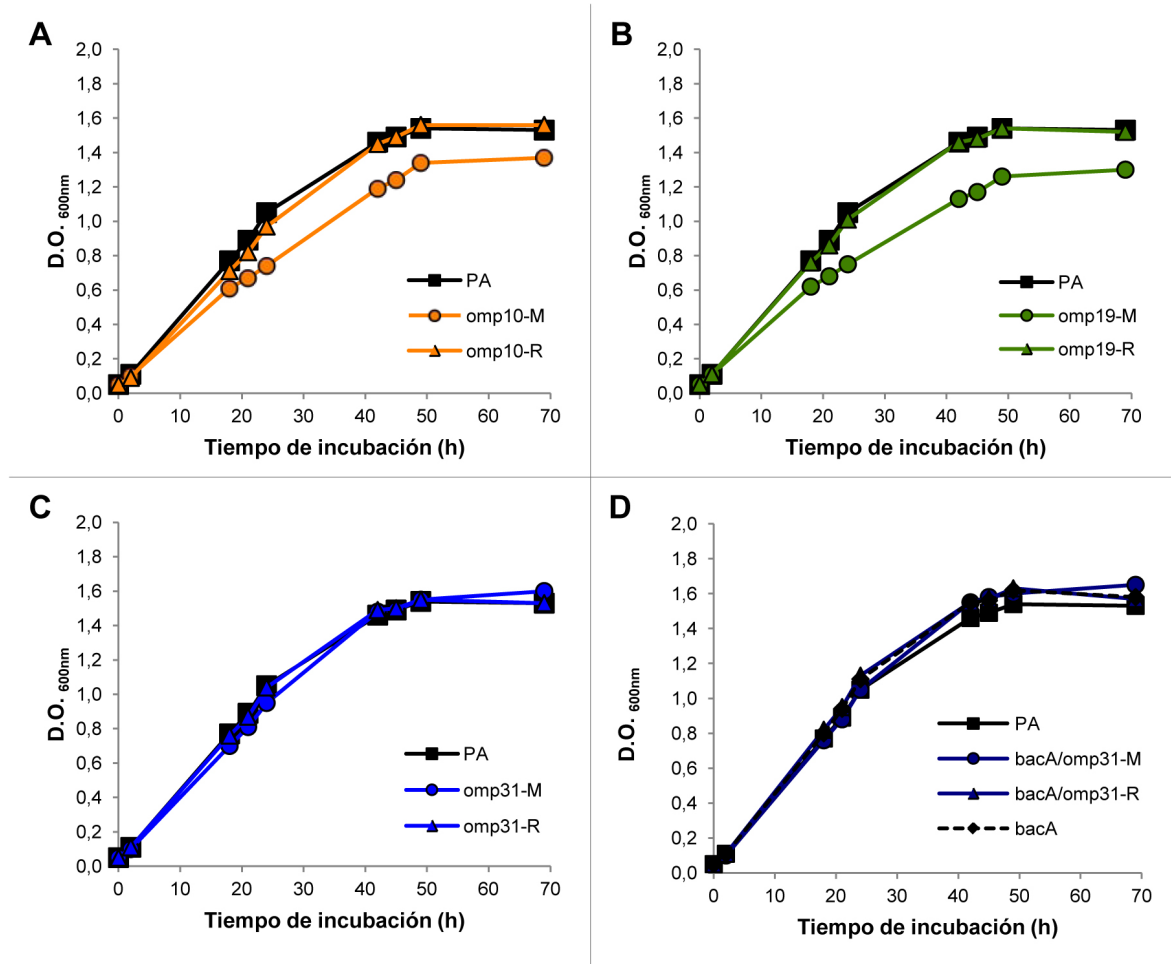 A
2,0
1,8
1,6
1,4
1,2
1,0
0,8
0,6
0,4
0,2
0,0
D.O. 600nm
0 10 20 30 40 50 60 70
Tiempo de incubación (h)
PA
omp10-M
omp10-R
B
2,0
1,8
1,6
1,4
1,2
1,0
0,8
0,6
0,4
0,2
0,0
D.O. 600nm
0 10 20 30 40 50 60 70
Tiempo de incubación (h)
PA
omp19-M
omp19-R
C
2,0
1,8
1,6
1,4
1,2
1,0
0,8
0,6
0,4
0,2
0,0
D.O. 600nm
0 10 20 30 40 50 60 70
Tiempo de incubación (h)
PA
omp31-M
omp31-R
D
2,0
1,8
1,6
1,4
1,2
1,0
0,8
0,6
0,4
0,2
0,0
D.O. 600nm
0 10 20 30 40 50 60 70
Tiempo de incubación (h)
PA
bacA/omp31-M
bacA/omp31-R
bacA